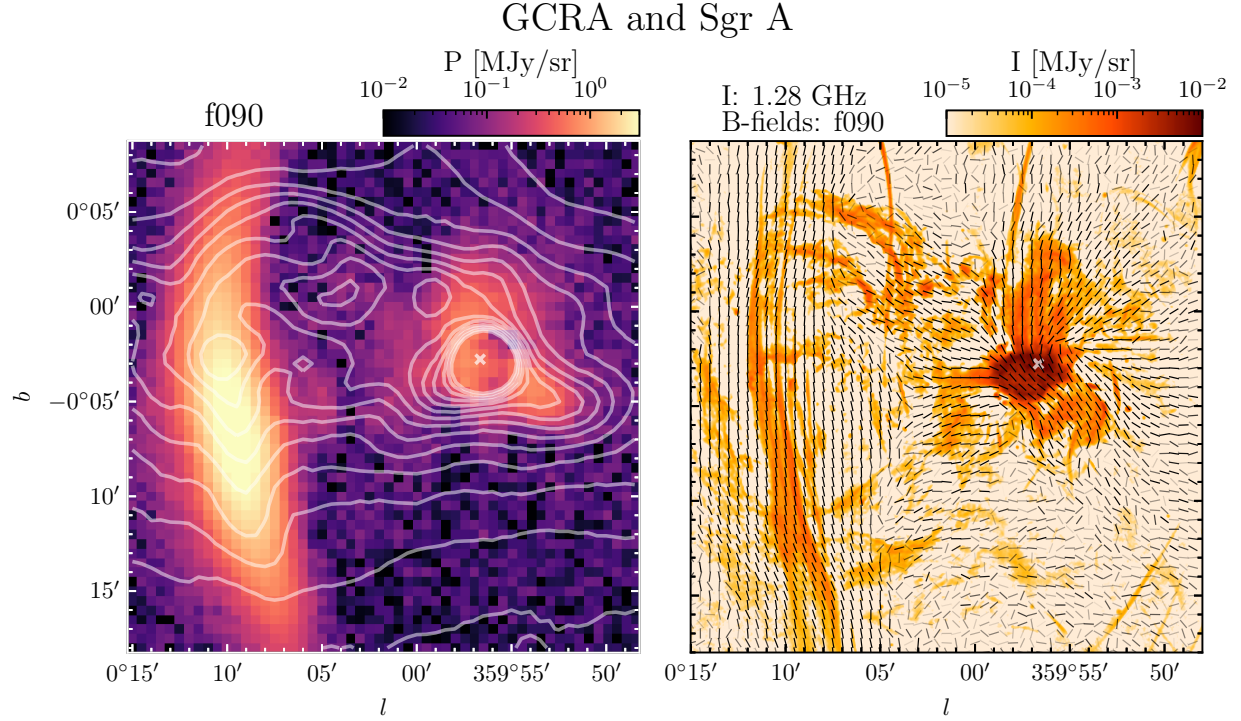 GCRA and Sgr A
f090
P [MJy/sr]
10⁻² 10⁻¹ 10⁰
I: 1.28 GHz
B-fields: f090
I [MJy/sr]
10⁻⁵ 10⁻⁴ 10⁻³ 10⁻²
0°05′
00′
−0°05′
10′
15′
b
0°15′ 10′ 05′ 00′ 359°55′ 50′
l
0°15′ 10′ 05′ 00′ 359°55′ 50′
l